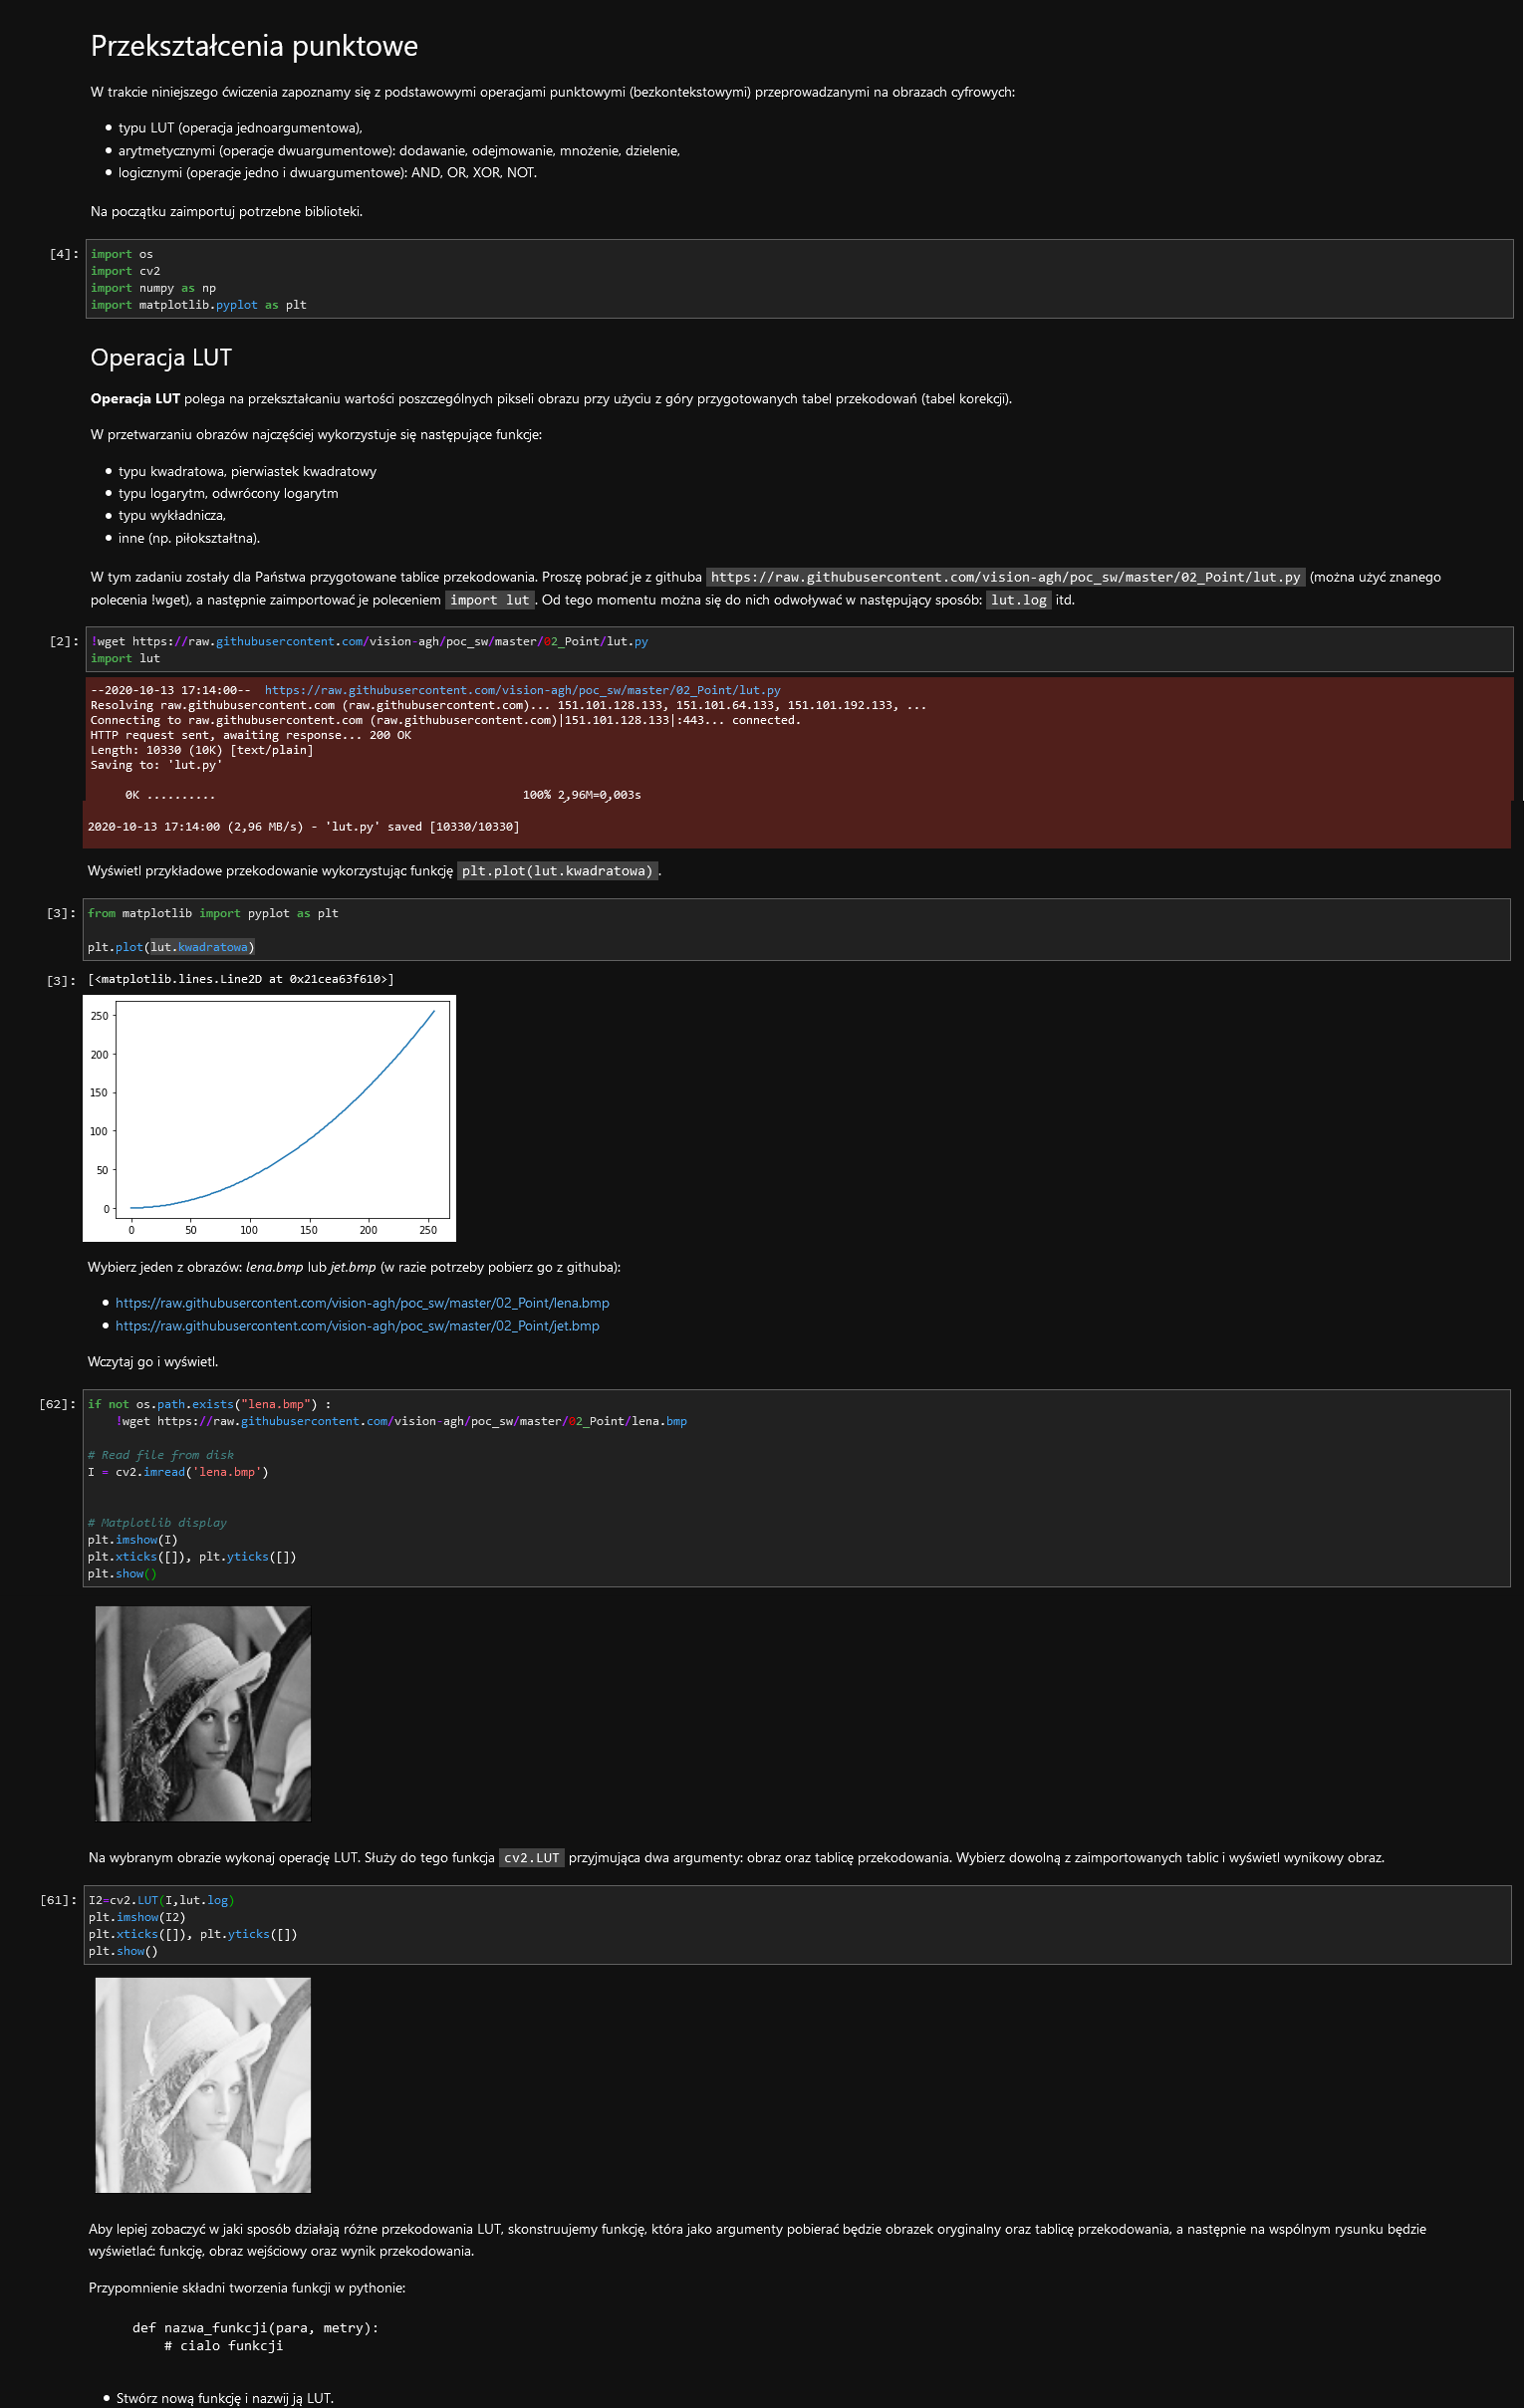 Przekształcenia punktowe
W trakcie niniejszego ćwiczenia zapoznamy się z podstawowymi operacjami punktowymi (bezkontekstowymi) przeprowadzanymi na obrazach cyfrowych:
• typu LUT (operacja jednoargumentowa),
• arytmetycznymi (operacje dwuargumentowe): dodawanie, odejmowanie, mnożenie, dzielenie,
• logicznymi (operacje jedno i dwuargumentowe): AND, OR, XOR, NOT.
Na początku zaimportuj potrzebne biblioteki.
[4]: import os
import cv2
import numpy as np
import matplotlib.pyplot as plt
Operacja LUT
Operacja LUT polega na przekształcaniu wartości poszczególnych pikseli obrazu przy użyciu z góry przygotowanych tabel przekodowań (tabel korekcji).
W przetwarzaniu obrazów najczęściej wykorzystuje się następujące funkcje:
• typu kwadratowa, pierwiastek kwadratowy
• typu logarytm, odwrócony logarytm
• typu wykładnicza,
• inne (np. piłokształtna).
W tym zadaniu zostały dla Państwa przygotowane tablice przekodowania. Proszę pobrać je z githuba https://raw.githubusercontent.com/vision-agh/poc_sw/master/02_Point/lut.py (można użyć znanego
polecenia !wget), a następnie zaimportować je poleceniem import lut. Od tego momentu można się do nich odwoływać w następujący sposób: lut.log itd.
[2]: !wget https://raw.githubusercontent.com/vision-agh/poc_sw/master/02_Point/lut.py
import lut
--2020-10-13 17:14:00--  https://raw.githubusercontent.com/vision-agh/poc_sw/master/02_Point/lut.py
Resolving raw.githubusercontent.com (raw.githubusercontent.com)... 151.101.128.133, 151.101.64.133, 151.101.192.133, ...
Connecting to raw.githubusercontent.com (raw.githubusercontent.com)|151.101.128.133|:443... connected.
HTTP request sent, awaiting response... 200 OK
Length: 10330 (10K) [text/plain]
Saving to: 'lut.py'
0K .......... 100% 2,96M=0,003s
2020-10-13 17:14:00 (2,96 MB/s) - 'lut.py' saved [10330/10330]
Wyświetl przykładowe przekodowanie wykorzystując funkcję plt.plot(lut.kwadratowa).
[3]: from matplotlib import pyplot as plt
plt.plot(lut.kwadratowa)
[3]: [<matplotlib.lines.Line2D at 0x21cea63f610>]
250
200
150
100
50
0
0 50 100 150 200 250
Wybierz jeden z obrazów: lena.bmp lub jet.bmp (w razie potrzeby pobierz go z githuba):
• https://raw.githubusercontent.com/vision-agh/poc_sw/master/02_Point/lena.bmp
• https://raw.githubusercontent.com/vision-agh/poc_sw/master/02_Point/jet.bmp
Wczytaj go i wyświetl.
[62]: if not os.path.exists("lena.bmp") :
!wget https://raw.githubusercontent.com/vision-agh/poc_sw/master/02_Point/lena.bmp
# Read file from disk
I = cv2.imread('lena.bmp')
# Matplotlib display
plt.imshow(I)
plt.xticks([]), plt.yticks([])
plt.show()
Na wybranym obrazie wykonaj operację LUT. Służy do tego funkcja cv2.LUT przyjmująca dwa argumenty: obraz oraz tablicę przekodowania. Wybierz dowolną z zaimportowanych tablic i wyświetl wynikowy obraz.
[61]: I2=cv2.LUT(I,lut.log)
plt.imshow(I2)
plt.xticks([]), plt.yticks([])
plt.show()
Aby lepiej zobaczyć w jaki sposób działają różne przekodowania LUT, skonstruujemy funkcję, która jako argumenty pobierać będzie obrazek oryginalny oraz tablicę przekodowania, a następnie na wspólnym rysunku będzie
wyświetlać: funkcję, obraz wejściowy oraz wynik przekodowania.
Przypomnienie składni tworzenia funkcji w pythonie:
def nazwa_funkcji(para, metry):
# cialo funkcji
• Stwórz nową funkcję i nazwij ją LUT.